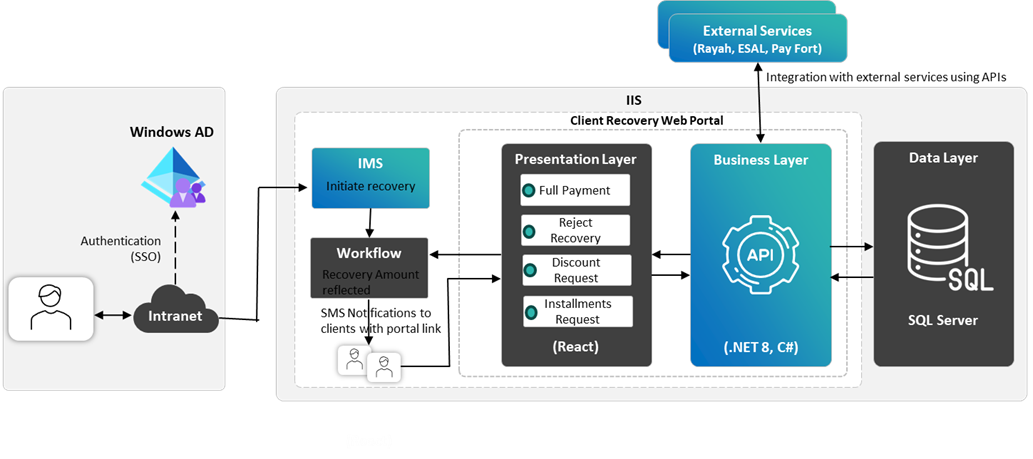 External Services
(Rayah, ESAL, Pay Fort)
Integration with external services using APIs
IIS
Client Recovery Web Portal
Windows AD
Authentication
(SSO)
Intranet
IMS
Initiate recovery
Workflow
Recovery Amount
reflected
SMS Notifications to
clients with portal link
Presentation Layer
Full Payment
Reject
Recovery
Discount
Request
Installments
Request
(React)
Business Layer
API
(.NET 8, C#)
Data Layer
SQL
SQL Server